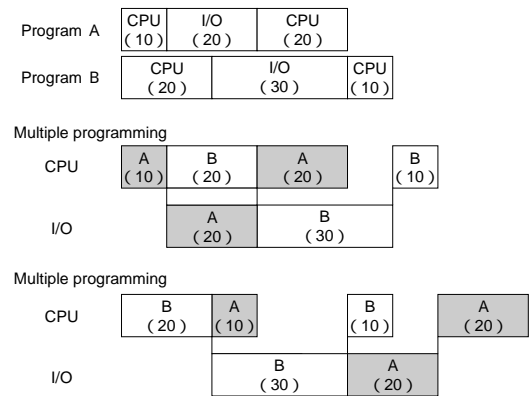 Program A
CPU I/O CPU
( 10 ) ( 20 ) ( 20 )
Program B
CPU I/O CPU
( 20 ) ( 30 ) ( 10 )
Multiple programming
CPU
A B A B
( 10 ) ( 20 ) ( 20 ) ( 10 )
I/O
A B
( 20 ) ( 30 )
Multiple programming
CPU
B A B A
( 20 ) ( 10 ) ( 10 ) ( 20 )
I/O
B A
( 30 ) ( 20 )